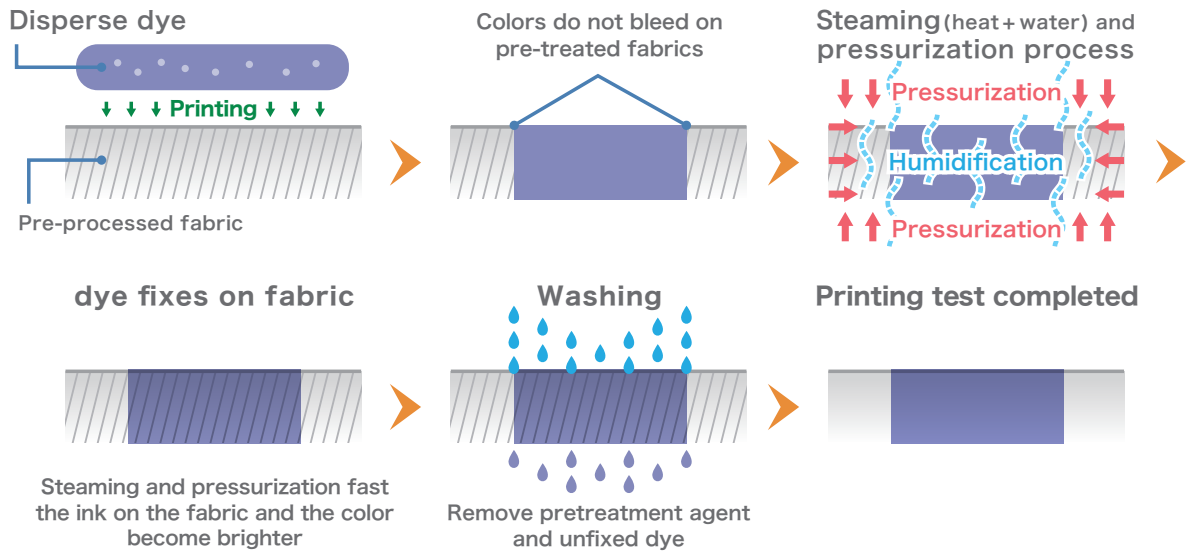 Disperse dye
Printing
Pre-processed fabric
Colors do not bleed on
pre-treated fabrics
Steaming (heat + water) and
pressurization process
Pressurization
Humidification
Pressurization
dye fixes on fabric
Steaming and pressurization fast
the ink on the fabric and the color
become brighter
Washing
Remove pretreatment agent
and unfixed dye
Printing test completed